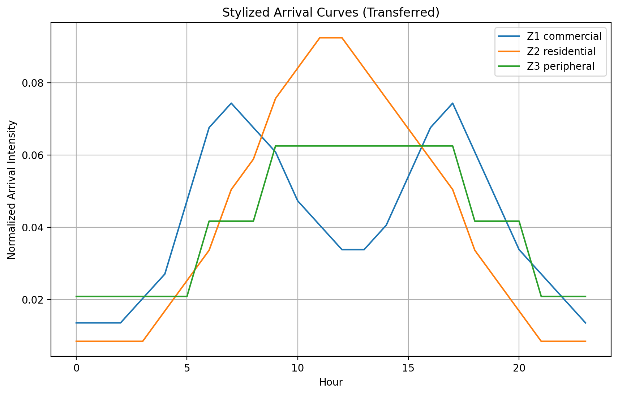 Stylized Arrival Curves (Transferred)
Z1 commercial
Z2 residential
Z3 peripheral
Normalized Arrival Intensity
0.08
0.06
0.04
0.02
0 5 10 15 20
Hour